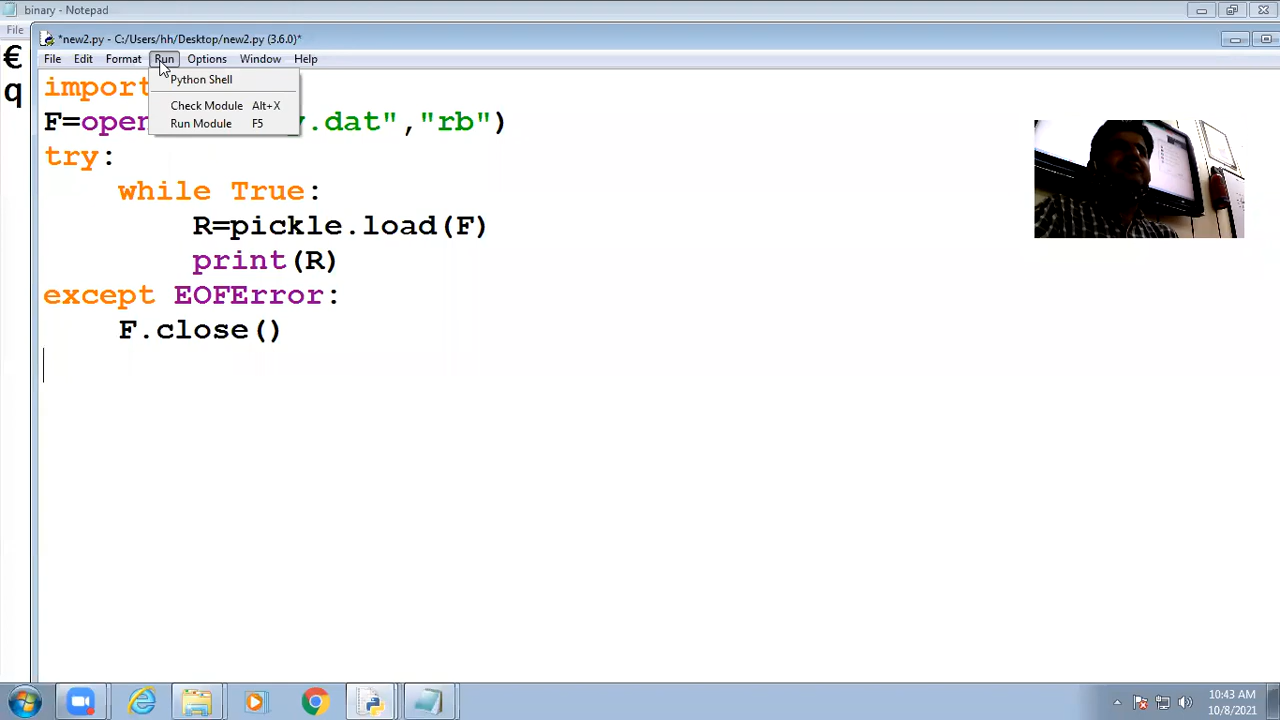 binary - Notepad
File
€
q
*new2.py - C:/Users/hh/Desktop/new2.py (3.6.0)*
File Edit Format Run Options Window Help
Python Shell
Check Module Alt+X
Run Module F5
import
F=open y.dat","rb")
try:
while True:
R=pickle.load(F)
print(R)
except EOFError:
F.close()
10:43 AM
10/8/2021